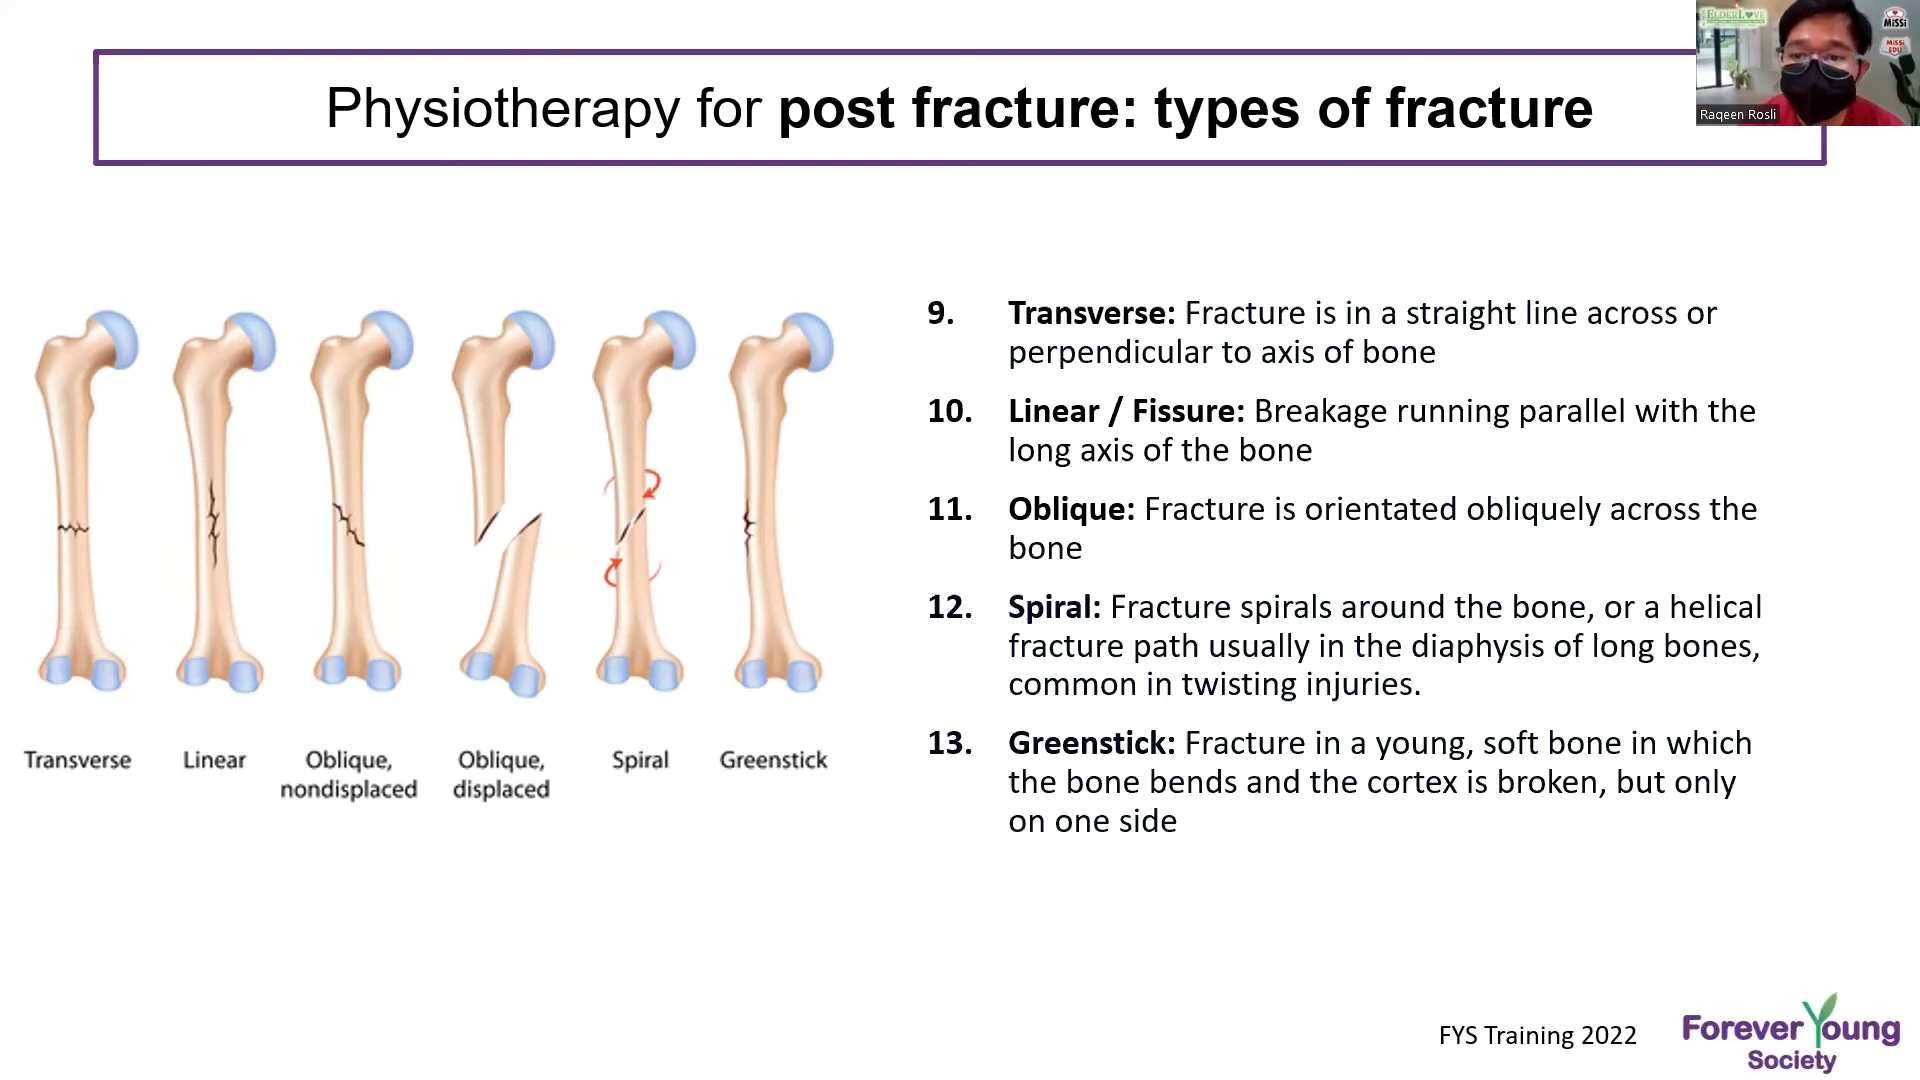 ELDERLOVE
MiSSi
MiSSi
EDU
Raqeen Rosli
Physiotherapy for post fracture: types of fracture
Transverse
Linear
Oblique,
nondisplaced
Oblique,
displaced
Spiral
Greenstick
9. Transverse: Fracture is in a straight line across or
perpendicular to axis of bone
10. Linear / Fissure: Breakage running parallel with the
long axis of the bone
11. Oblique: Fracture is orientated obliquely across the
bone
12. Spiral: Fracture spirals around the bone, or a helical
fracture path usually in the diaphysis of long bones,
common in twisting injuries.
13. Greenstick: Fracture in a young, soft bone in which
the bone bends and the cortex is broken, but only
on one side
FYS Training 2022
Forever Young
Society